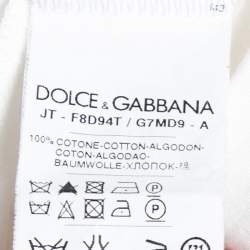 DOLCE & GABBANA
JT - F8D94T / G7MD9 - A
100% COTONE-COTTON-ALGODON-
COTON-ALGODAO-
BAUMWOLLE-ХЛОПОК-
P